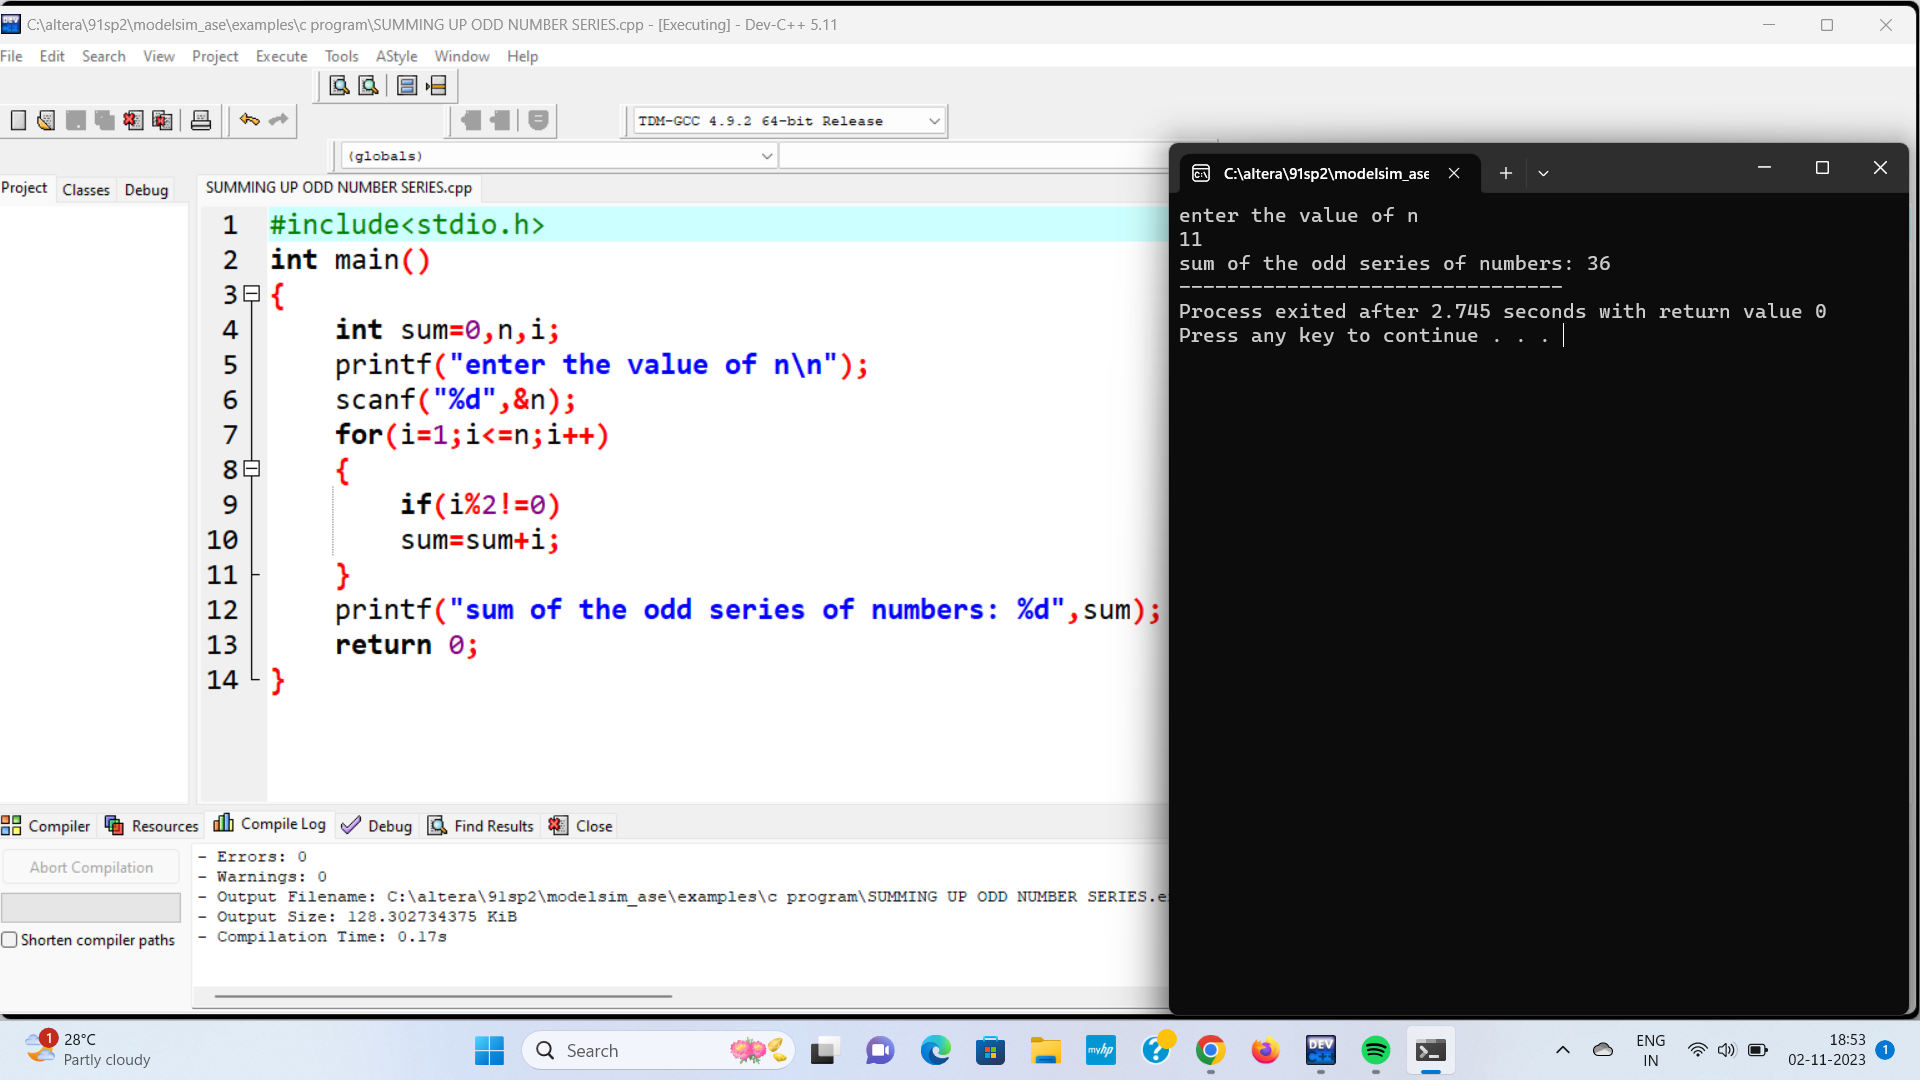 C:\altera\91sp2\modelsim_ase\examples\c program\SUMMING UP ODD NUMBER SERIES.cpp - [Executing] - Dev-C++ 5.11
File Edit Search View Project Execute Tools AStyle Window Help
TDM-GCC 4.9.2 64-bit Release
(globals)
Project Classes Debug
SUMMING UP ODD NUMBER SERIES.cpp
1 #include<stdio.h>
2 int main()
3 {
4 int sum=0,n,i;
5 printf("enter the value of n\n");
6 scanf("%d",&n);
7 for(i=1;i<=n;i++)
8 {
9 if(i%2!=0)
10 sum=sum+i;
11 }
12 printf("sum of the odd series of numbers: %d",sum);
13 return 0;
14 }
C:\altera\91sp2\modelsim_ase
enter the value of n
11
sum of the odd series of numbers: 36
--------------------------------
Process exited after 2.745 seconds with return value 0
Press any key to continue . . .
Compiler Resources Compile Log Debug Find Results Close
Abort Compilation
Shorten compiler paths
- Errors: 0
- Warnings: 0
- Output Filename: C:\altera\91sp2\modelsim_ase\examples\c program\SUMMING UP ODD NUMBER SERIES.e
- Output Size: 128.302734375 KiB
- Compilation Time: 0.17s
1
28°C
Partly cloudy
Search
myhp
DEV
ENG
IN
18:53
02-11-2023
1